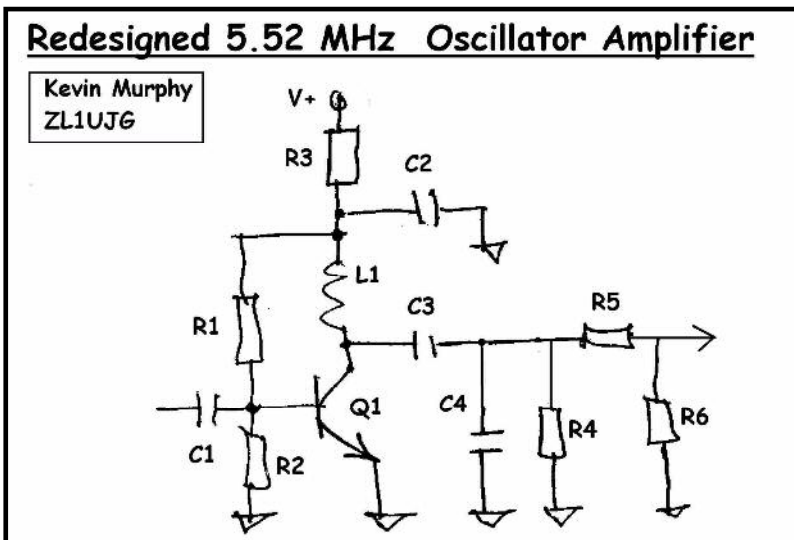 Redesigned 5.52 MHz Oscillator Amplifier
Kevin Murphy
ZL1UJG
V+
R3
C2
L1
R1
C3
R5
Q1
C4
R4
R6
C1
R2